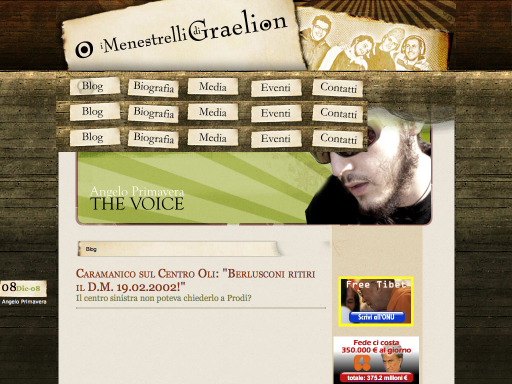 i Menestrelli di Graelion
Blog Biografia Media Eventi Contatti
Blog Biografia Media Eventi Contatti
Blog Biografia Media Eventi Contatti
Angelo Primavera
THE VOICE
Blog
Caramanico sul Centro Oli: "Berlusconi ritiri
il D.M. 19.02.2002!"
Il centro sinistra non poteva chiederlo a Prodi?
08 Dic-08
Angelo Primavera
Free Tibet
Scrivi all'ONU
Fede ci costa
350.000 € al giorno
totale: 375.2 milioni €